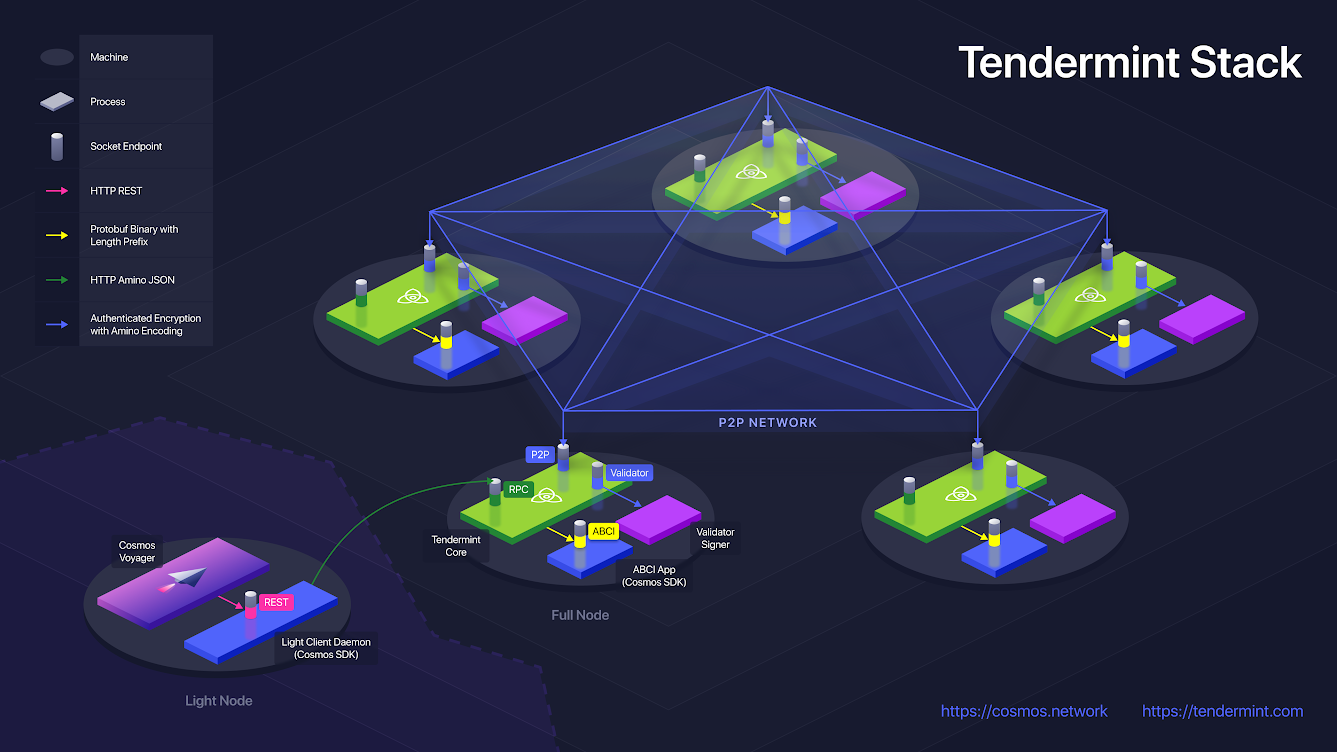 Tendermint Stack
Machine
Process
Socket Endpoint
HTTP REST
Protobuf Binary with
Length Prefix
HTTP Amino JSON
Authenticated Encryption
with Amino Encoding
P2P NETWORK
P2P
Validator
RPC
ABCI
Tendermint
Core
Validator
Signer
ABCI App
(Cosmos SDK)
Full Node
Cosmos
Voyager
REST
Light Client Daemon
(Cosmos SDK)
Light Node
https://cosmos.network
https://tendermint.com